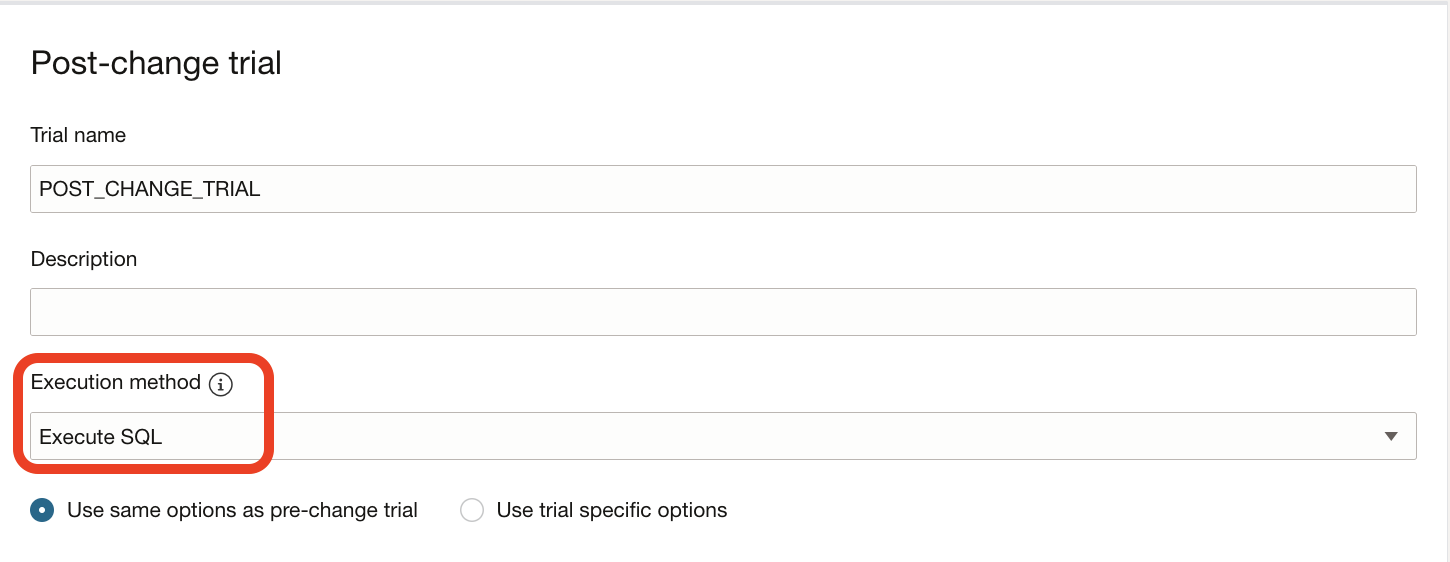 Post-change trial
Trial name
POST_CHANGE_TRIAL
Description
Execution method
Execute SQL
Use same options as pre-change trial Use trial specific options